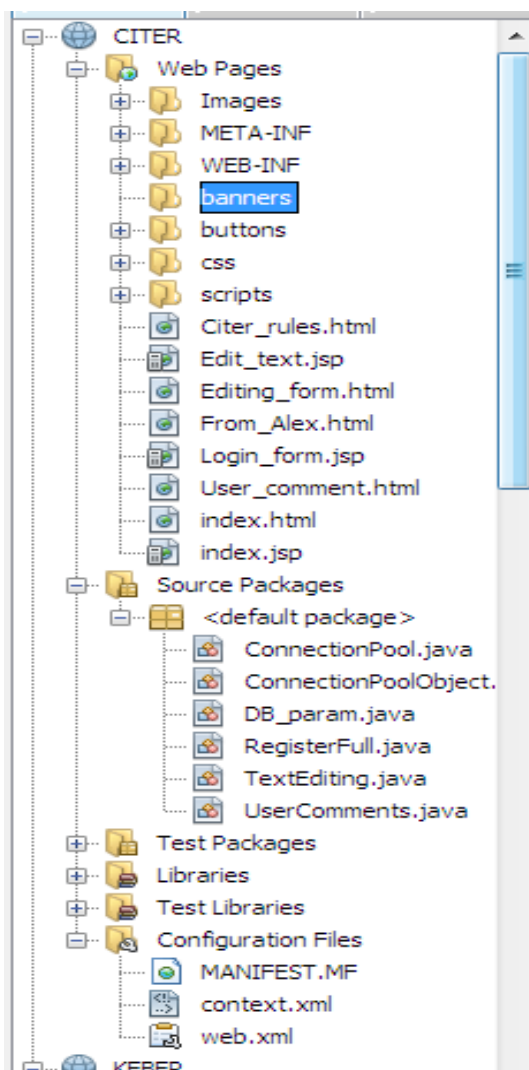 CITER
Web Pages
Images
META-INF
WEB-INF
banners
buttons
css
scripts
Citer_rules.html
Edit_text.jsp
Editing_form.html
From_Alex.html
Login_form.jsp
User_comment.html
index.html
index.jsp
Source Packages
<default package>
ConnectionPool.java
ConnectionPoolObject.
DB_param.java
RegisterFull.java
TextEditing.java
UserComments.java
Test Packages
Libraries
Test Libraries
Configuration Files
MANIFEST.MF
context.xml
web.xml